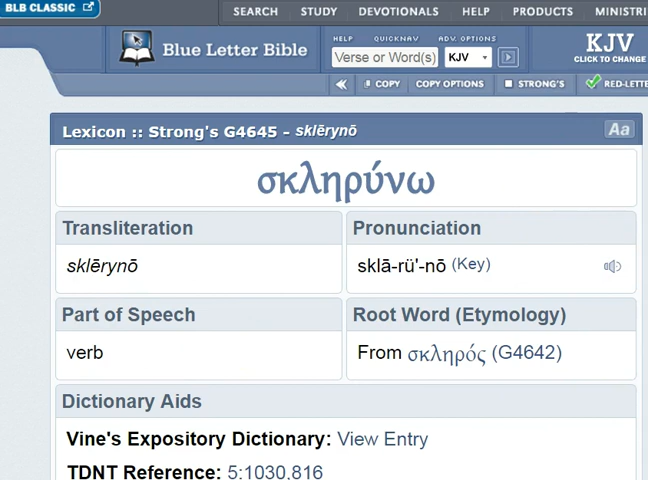 BLB CLASSIC
SEARCH STUDY DEVOTIONALS HELP PRODUCTS MINISTRI
Blue Letter Bible
HELP QUICKNAV ADV. OPTIONS
Verse or Word(s) KJV
KJV
CLICK TO CHANGE
COPY COPY OPTIONS STRONG'S RED-LETTE
Lexicon :: Strong's G4645 - sklērynō Aa
σκληρύνω
Transliteration
sklērynō
Pronunciation
sklā-rü'-nō (Key)
Part of Speech
verb
Root Word (Etymology)
From σκληρός (G4642)
Dictionary Aids
Vine's Expository Dictionary: View Entry
TDNT Reference: 5:1030,816